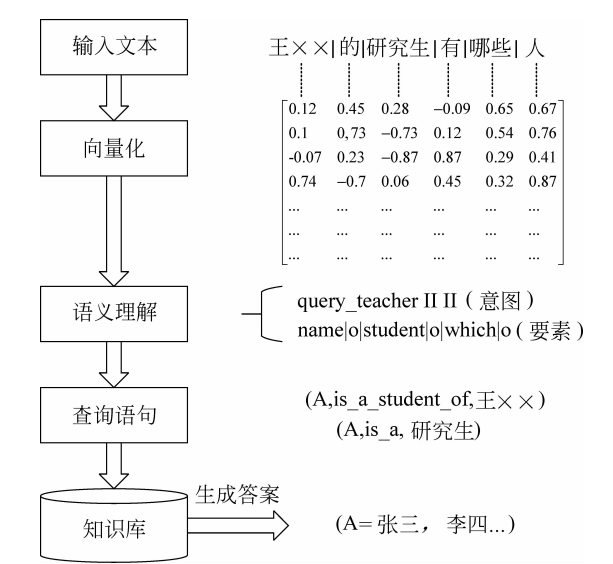 输入文本
王××|的|研究生|有|哪些| 人
0.12 0.45 0.28 −0.09 0.65 0.67
0.1 0,73 −0.73 0.12 0.54 0.76
-0.07 0.23 −0.87 0.87 0.29 0.41
0.74 −0.7 0.06 0.45 0.32 0.87
... ... ... ... ... ...
... ... ... ... ... ...
... ... ... ... ... ...
向量化
语义理解
query_teacher II II（意图）
name|o|student|o|which|o（要素）
查询语句
(A,is_a_student_of,王××)
(A,is_a, 研究生)
知识库
生成答案
(A= 张三， 李四...)